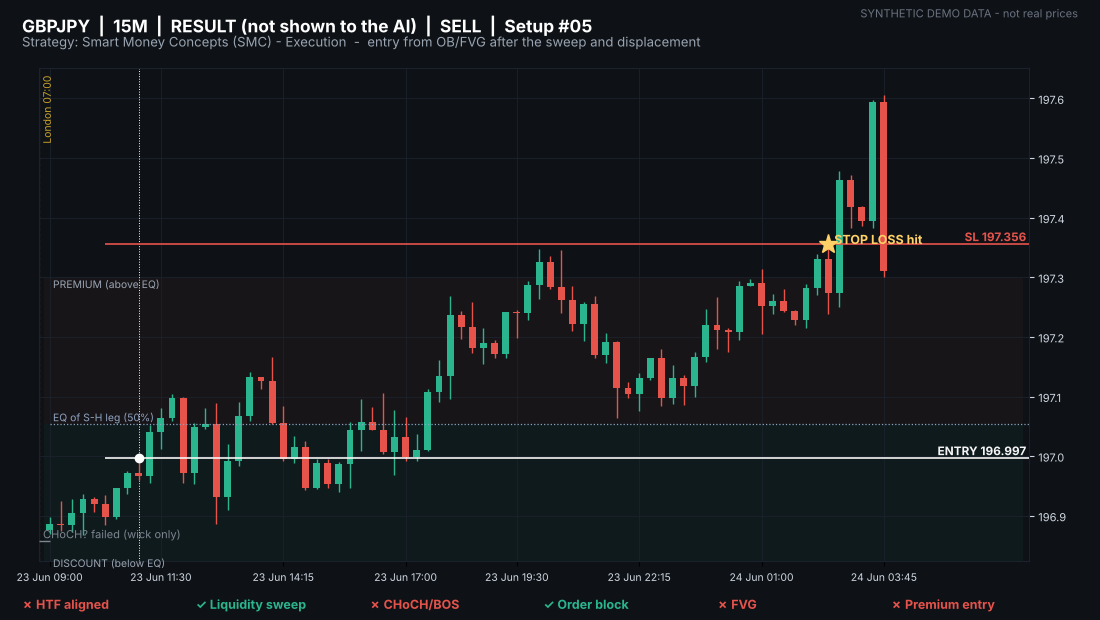 SYNTHETIC DEMO DATA - not real prices
GBPJPY | 15M | RESULT (not shown to the AI) | SELL | Setup #05
Strategy: Smart Money Concepts (SMC) - Execution - entry from OB/FVG after the sweep and displacement
London 07:00
197.6
197.5
197.4
STOP LOSS hit
SL 197.356
197.3
PREMIUM (above EQ)
197.2
197.1
EQ of S-H leg (50%)
ENTRY 196.997
197.0
196.9
CHoCH? failed (wick only)
DISCOUNT (below EQ)
23 Jun 09:00 23 Jun 11:30 23 Jun 14:15 23 Jun 17:00 23 Jun 19:30 23 Jun 22:15 24 Jun 01:00 24 Jun 03:45
× HTF aligned ✓ Liquidity sweep × CHoCH/BOS ✓ Order block × FVG × Premium entry